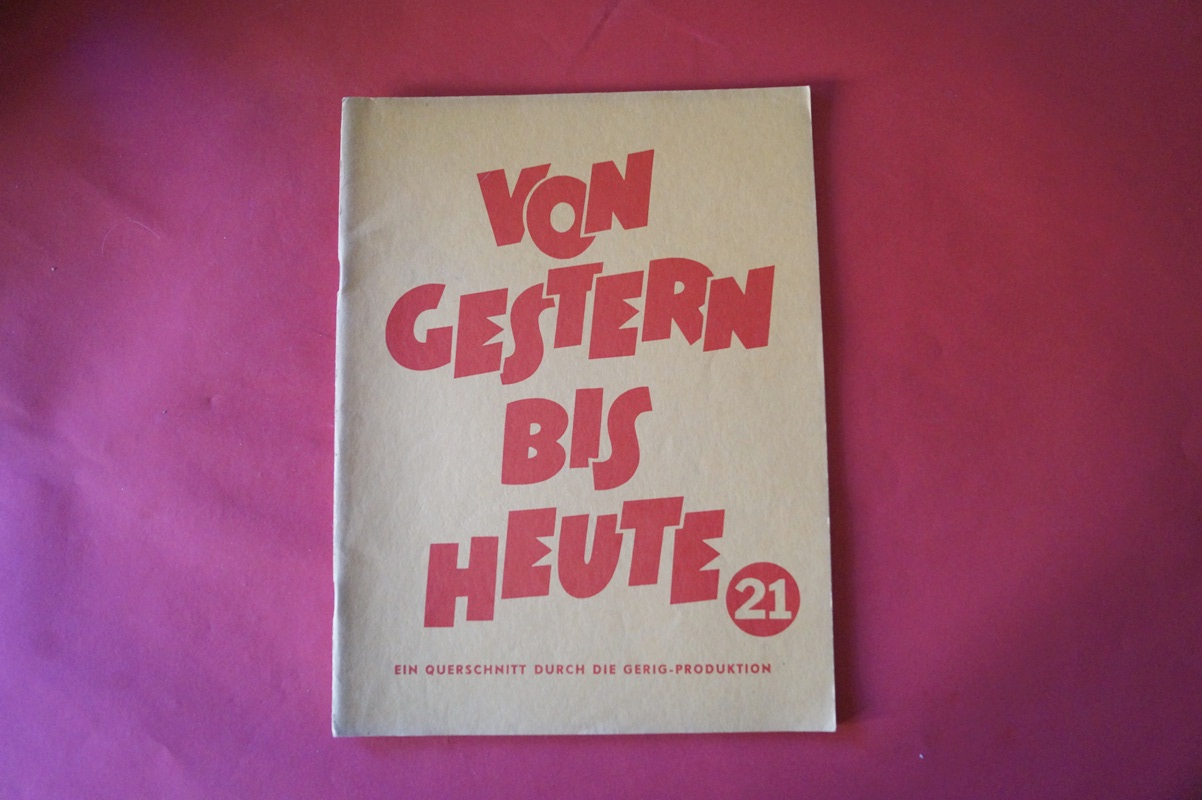 VON
GESTERN
BIS
HEUTE
21
EIN QUERSCHNITT DURCH DIE GERIG-PRODUKTION